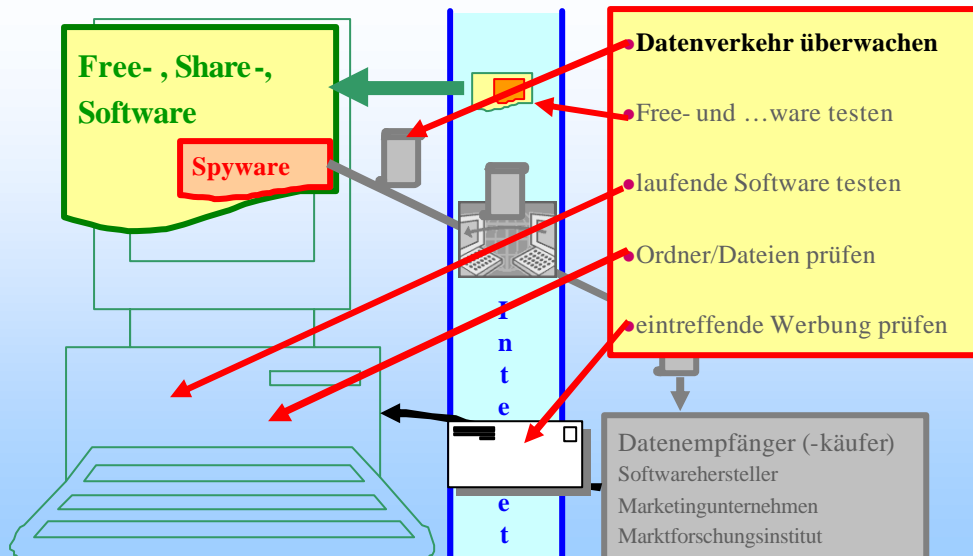 Free- , Share-,
Software
Spyware
•Datenverkehr überwachen
•Free- und …ware testen
•laufende Software testen
•Ordner/Dateien prüfen
•eintreffende Werbung prüfen
I
n
t
e
e
t
Datenempfänger (-käufer)
Softwarehersteller
Marketingunternehmen
Marktforschungsinstitut